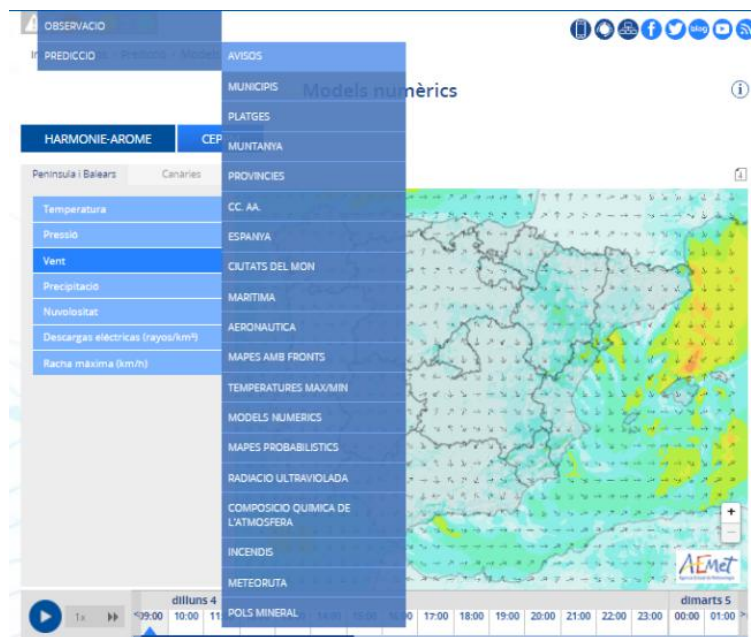 OBSERVACIO
PREDICCIO
AVISOS
MUNICIPIS
PLATGES
MUNTANYA
PROVINCIES
CC. AA.
ESPANYA
CIUTATS DEL MON
MARITIMA
AERONAUTICA
MAPES AMB FRONTS
TEMPERATURES MAX/MIN
MODELS NUMERICS
MAPES PROBABILISTICS
RADIACIO ULTRAVIOLADA
COMPOSICIO QUIMICA DE
L'ATMOSFERA
INCENDIS
METEORUTA
POLS MINERAL
blog
Models numèrics
HARMONIE-AROME
Península i Balears Canàries
Temperatura
Pressió
Vent
Precipitació
Nuvolositat
Descargas eléctricas (rayos/km²)
Racha máxima (km/h)
+
-
AEmet
dilluns 4 dimarts 5
1x 09:00 10:00 17:00 18:00 19:00 20:00 21:00 22:00 23:00 00:00 01:00